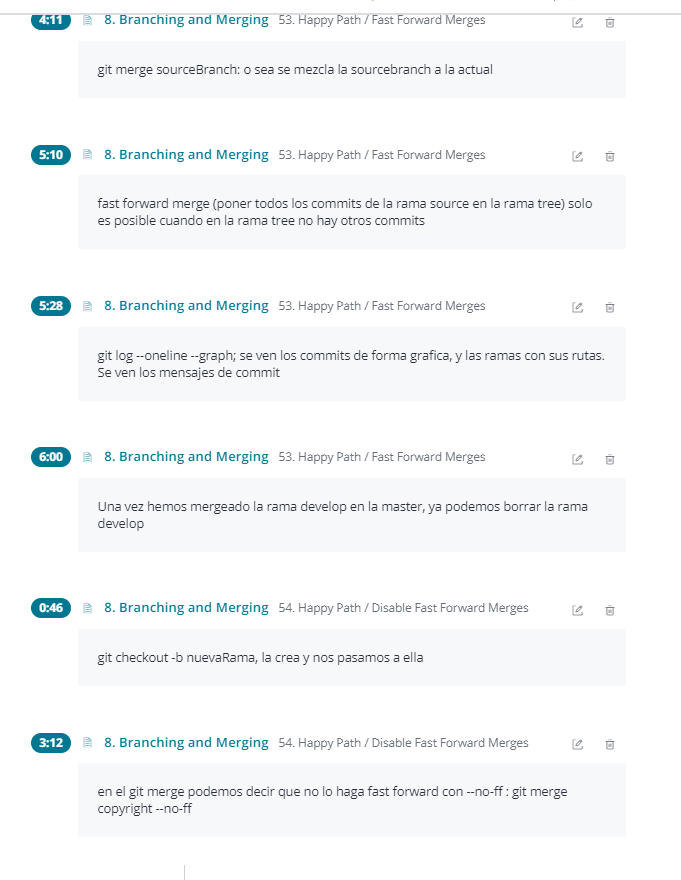 4:11 8. Branching and Merging 53. Happy Path / Fast Forward Merges
git merge sourceBranch: o sea se mezcla la sourcebranch a la actual
5:10 8. Branching and Merging 53. Happy Path / Fast Forward Merges
fast forward merge (poner todos los commits de la rama source en la rama tree) solo
es posible cuando en la rama tree no hay otros commits
5:28 8. Branching and Merging 53. Happy Path / Fast Forward Merges
git log --oneline --graph; se ven los commits de forma grafica, y las ramas con sus rutas.
Se ven los mensajes de commit
6:00 8. Branching and Merging 53. Happy Path / Fast Forward Merges
Una vez hemos mergeado la rama develop en la master, ya podemos borrar la rama
develop
0:46 8. Branching and Merging 54. Happy Path / Disable Fast Forward Merges
git checkout -b nuevaRama, la crea y nos pasamos a ella
3:12 8. Branching and Merging 54. Happy Path / Disable Fast Forward Merges
en el git merge podemos decir que no lo haga fast forward con --no-ff : git merge
copyright --no-ff